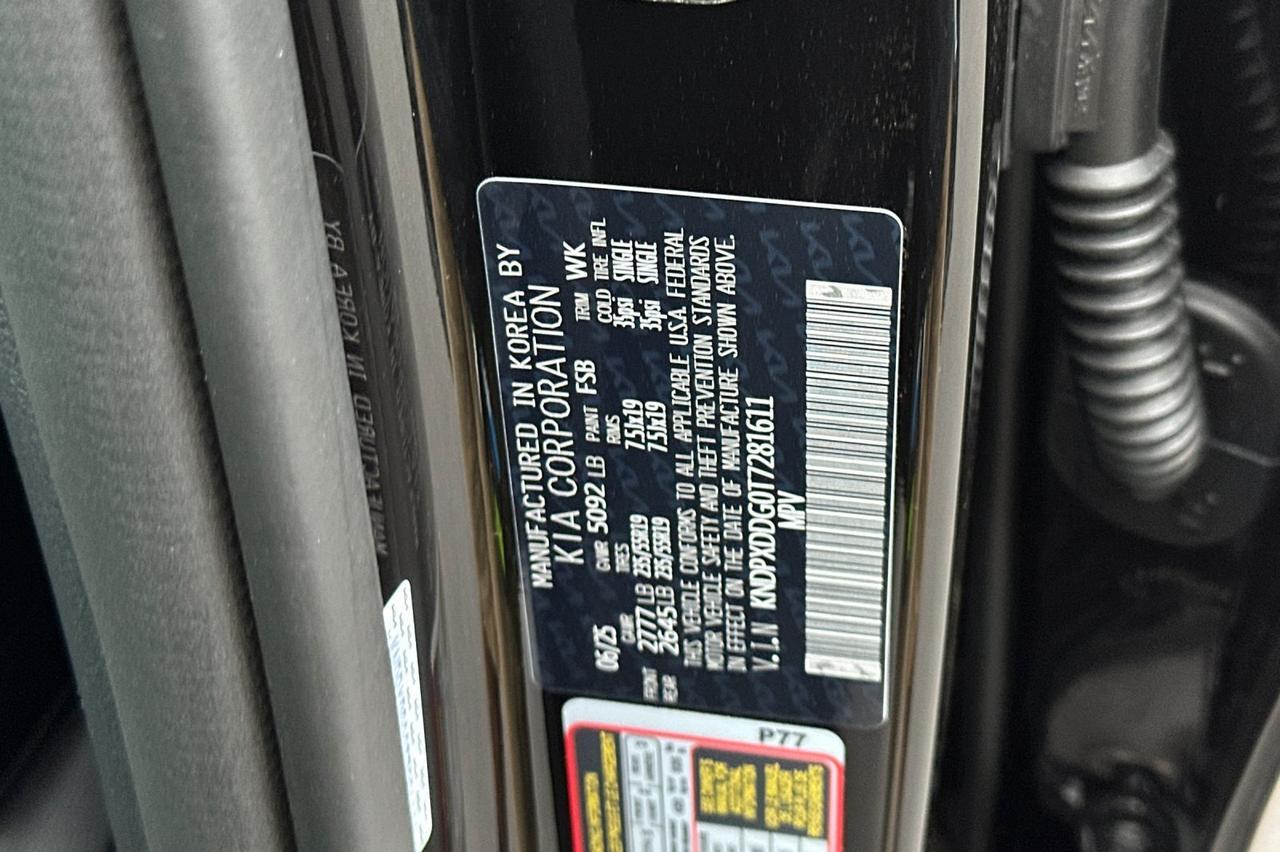 MANUFACTURED IN KOREA BY
KIA CORPORATION
06/25 GVWR 5092 LB PAINT FSB TRIM WK
GAWR TIRES RIMS COLD TIRE INFL
FRONT 2777 LB 235/55R19 7.5Jx19 35psi SINGLE
REAR 2645 LB 235/55R19 7.5Jx19 35psi SINGLE
THIS VEHICLE CONFORMS TO ALL APPLICABLE U.S.A. FEDERAL
MOTOR VEHICLE SAFETY AND THEFT PREVENTION STANDARDS
IN EFFECT ON THE DATE OF MANUFACTURE SHOWN ABOVE.
V.I.N KNDPXDDG0T7281611
MPV
P77